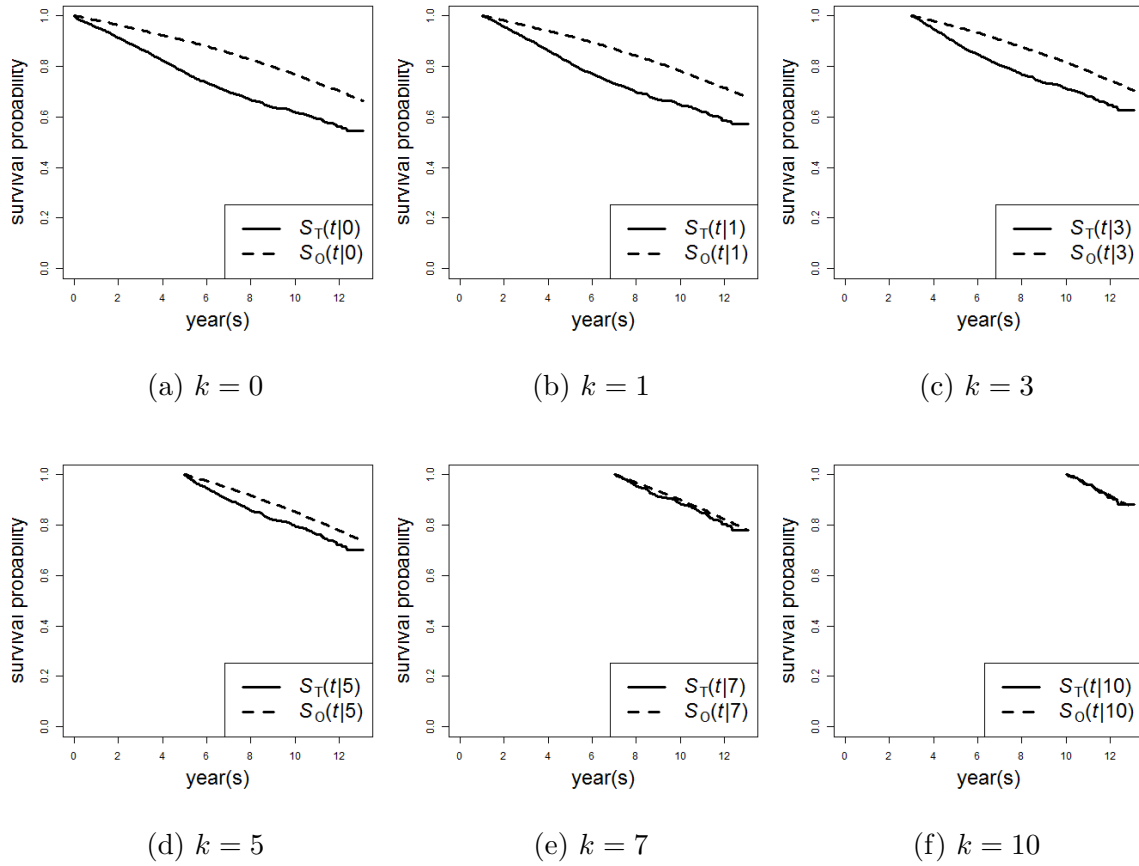 survival probability
1.0
0.8
0.6
0.4
0.2
0.0
S_T(t|0)
S_O(t|0)
0 2 4 6 8 10 12
year(s)
(a) k = 0
survival probability
1.0
0.8
0.6
0.4
0.2
0.0
S_T(t|1)
S_O(t|1)
0 2 4 6 8 10 12
year(s)
(b) k = 1
survival probability
1.0
0.8
0.6
0.4
0.2
0.0
S_T(t|3)
S_O(t|3)
0 2 4 6 8 10 12
year(s)
(c) k = 3
survival probability
1.0
0.8
0.6
0.4
0.2
0.0
S_T(t|5)
S_O(t|5)
0 2 4 6 8 10 12
year(s)
(d) k = 5
survival probability
1.0
0.8
0.6
0.4
0.2
0.0
S_T(t|7)
S_O(t|7)
0 2 4 6 8 10 12
year(s)
(e) k = 7
survival probability
1.0
0.8
0.6
0.4
0.2
0.0
S_T(t|10)
S_O(t|10)
0 2 4 6 8 10 12
year(s)
(f) k = 10